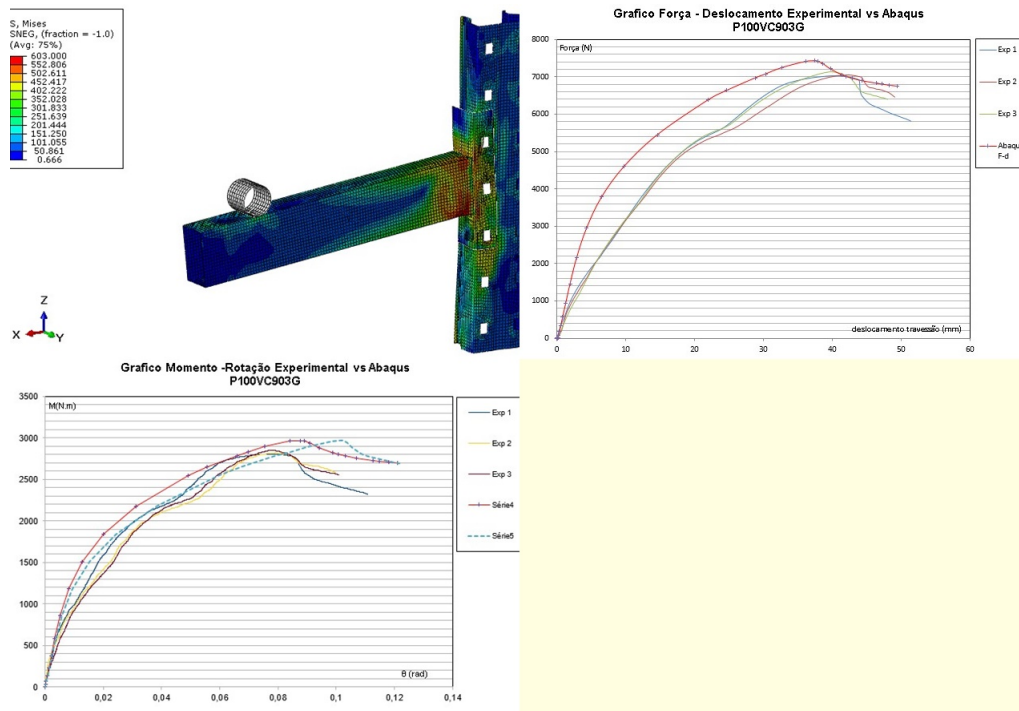 S, Mises
SNEG, (fraction = -1.0)
(Avg: 75%)
603.000
552.806
502.611
452.417
402.222
352.028
301.833
251.639
201.444
151.250
101.055
50.861
0.666
Z
X
Y
Grafico Força - Deslocamento Experimental vs Abaqus
P100VC903G
Força (N)
8000
7000
6000
5000
4000
3000
2000
1000
0
deslocamento travessão (mm)
0 10 20 30 40 50 60
Exp 1
Exp 2
Exp 3
Abaqu
F-d
Grafico Momento -Rotação Experimental vs Abaqus
P100VC903G
M(N.m)
3500
3000
2500
2000
1500
1000
500
0
θ (rad)
0 0,02 0,04 0,06 0,08 0,1 0,12 0,14
Exp 1
Exp 2
Exp 3
Série4
Série5